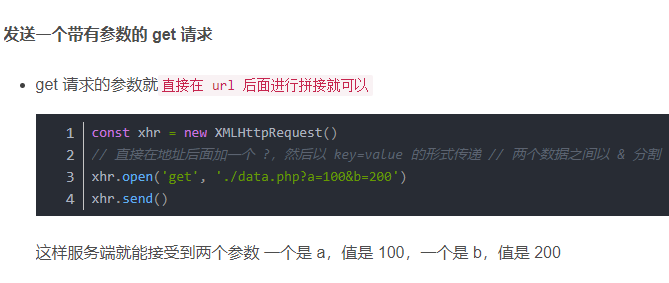 发送一个带有参数的 get 请求
get 请求的参数就 直接在 url 后面进行拼接就可以
1 const xhr = new XMLHttpRequest()
2 // 直接在地址后面加一个 ?，然后以 key=value 的形式传递 // 两个数据之间以 & 分割
3 xhr.open('get', './data.php?a=100&b=200')
4 xhr.send()
这样服务端就能接受到两个参数 一个是 a，值是 100，一个是 b，值是 200